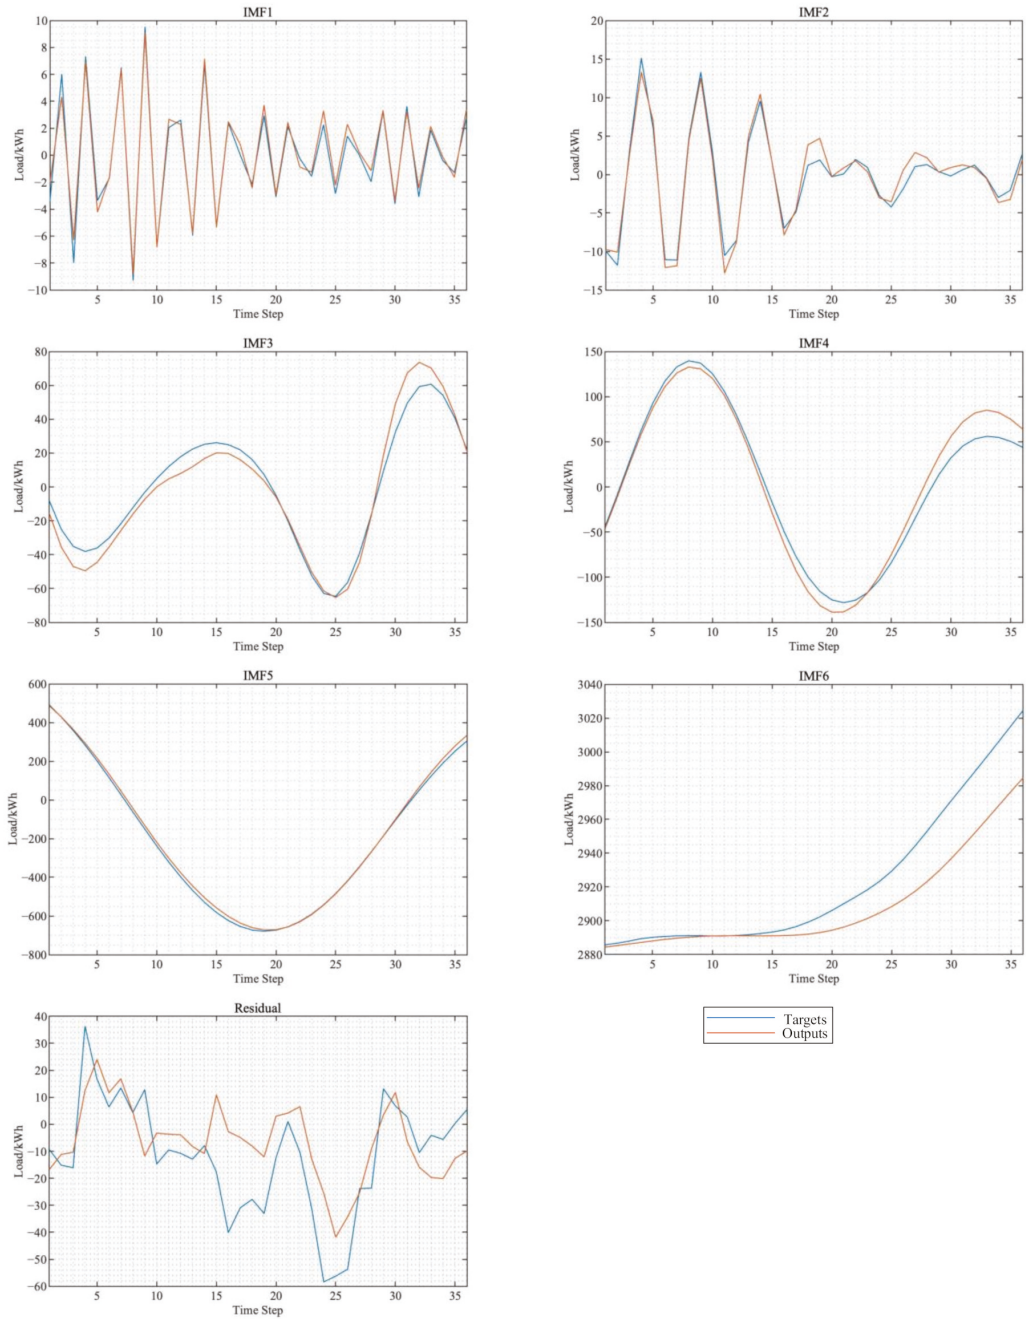 IMF1
10
8
6
4
2
0
−2
−4
−6
−8
−10
Load/kWh
5 10 15 20 25 30 35
Time Step
IMF2
20
15
10
5
0
−5
−10
−15
Load/kWh
5 10 15 20 25 30 35
Time Step
IMF3
80
60
40
20
0
−20
−40
−60
−80
Load/kWh
5 10 15 20 25 30 35
Time Step
IMF4
150
100
50
0
−50
−100
−150
Load/kWh
5 10 15 20 25 30 35
Time Step
IMF5
600
400
200
0
−200
−400
−600
−800
Load/kWh
5 10 15 20 25 30 35
Time Step
IMF6
3040
3020
3000
2980
2960
2940
2920
2900
2880
Load/kWh
5 10 15 20 25 30 35
Time Step
Residual
40
30
20
10
0
−10
−20
−30
−40
−50
−60
Load/kWh
5 10 15 20 25 30 35
Time Step
Targets
Outputs